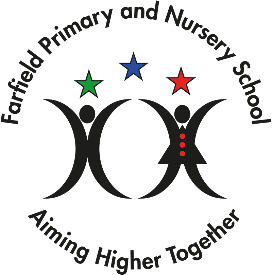 Farfield Primary and Nursery School
Aiming Higher Together